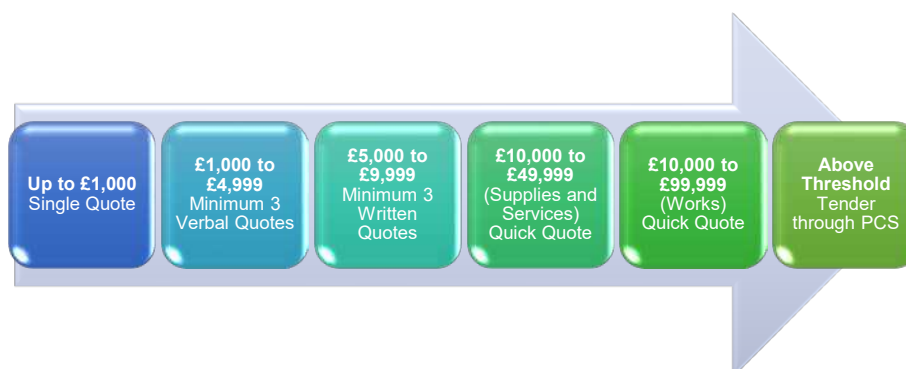 Up to £1,000
Single Quote
£1,000 to
£4,999
Minimum 3
Verbal Quotes
£5,000 to
£9,999
Minimum 3
Written
Quotes
£10,000 to
£49,999
(Supplies and
Services)
Quick Quote
£10,000 to
£99,999
(Works)
Quick Quote
Above
Threshold
Tender
through PCS